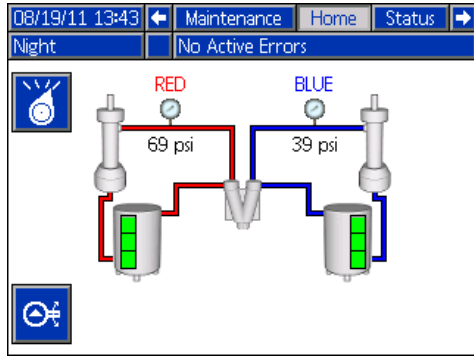 08/19/11 13:43 Maintenance Home Status
Night No Active Errors
RED BLUE
69 psi 39 psi